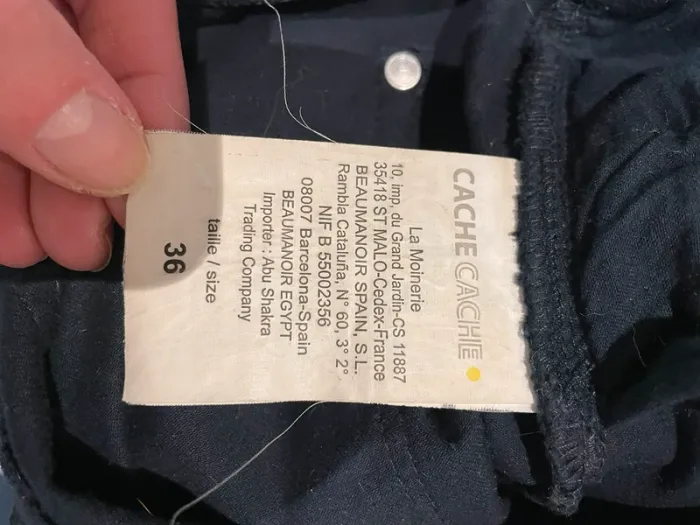 CACHE CACHE
La Moinerie
10, imp. du Grand Jardin-CS 11887
35418 ST MALO-Cedex-France
BEAUMANOIR SPAIN, S.L.
Rambla Cataluña, N° 60, 3° 2°
NIF B 55002356
08007 Barcelona-Spain
BEAUMANOIR EGYPT
Importer : Abu Shakra
Trading Company
taille / size
36